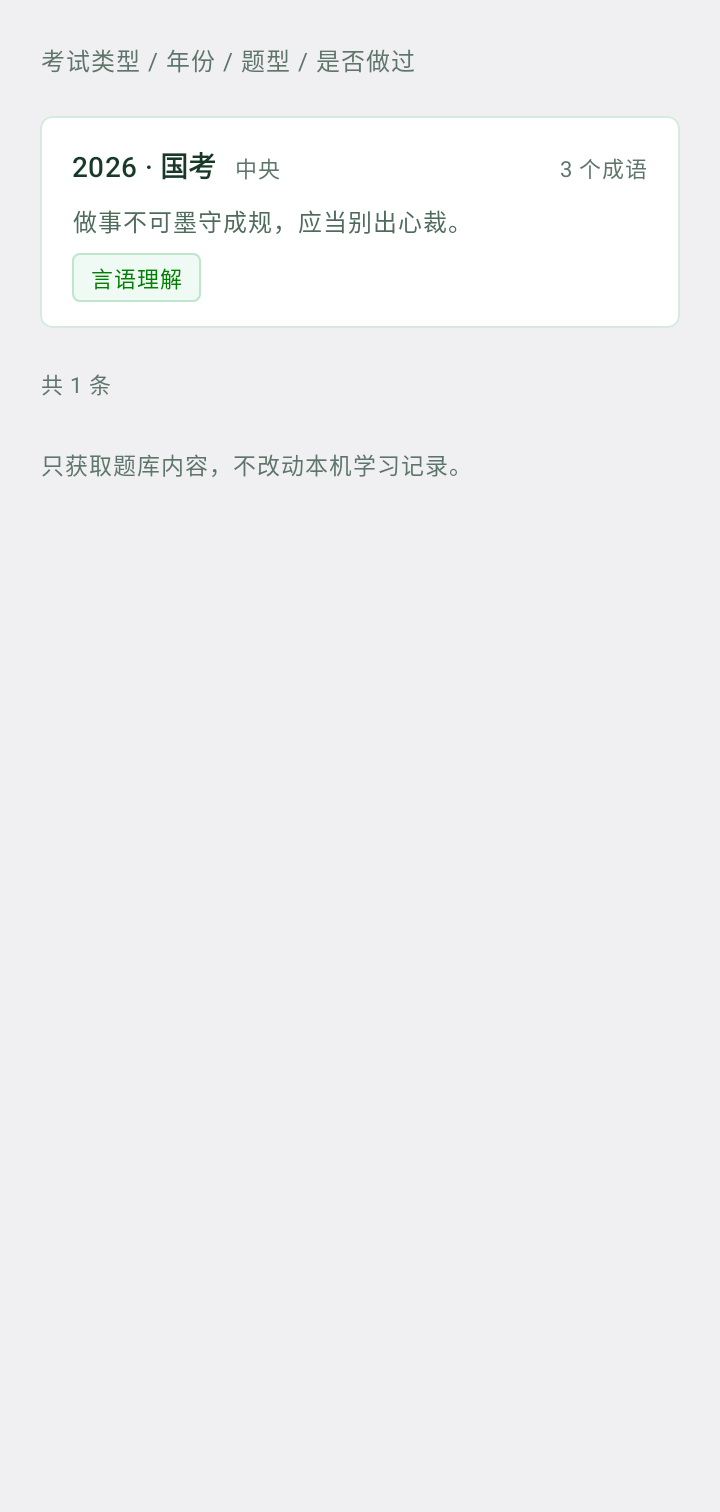 考试类型 / 年份 / 题型 / 是否做过
2026 · 国考 中央 3 个成语
做事不可墨守成规，应当别出心裁。
言语理解
共 1 条
只获取题库内容，不改动本机学习记录。